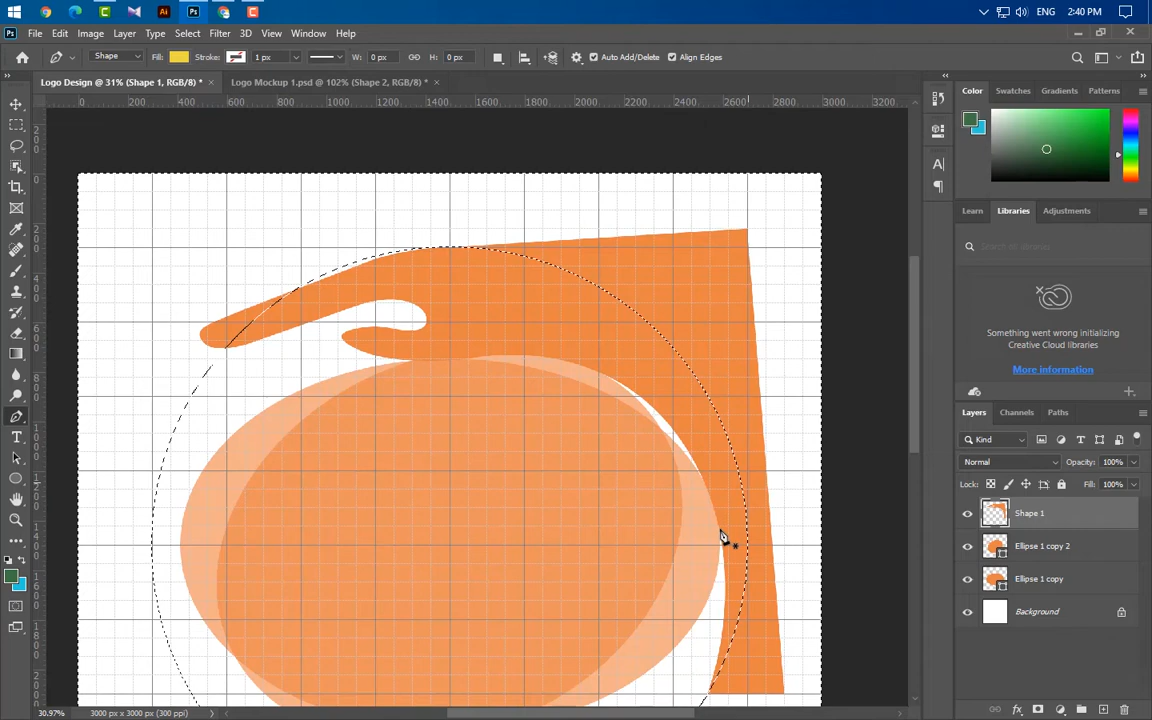 ENG
2:40 PM
File Edit Image Layer Type Select Filter 3D View Window Help
Shape Fill: Stroke: 1 px W: 0 px H: 0 px Auto Add/Delete Align Edges
Logo Design @ 31% (Shape 1, RGB/8) * × Logo Mockup 1.psd @ 102% (Shape 2, RGB/8) * ×
0 200 400 600 800 1000 1200 1400 1600 1800 2000 2200 2400 2600 2800 3000 3200
Color Swatches Gradients Patterns
Learn Libraries Adjustments
Something went wrong initializing
Creative Cloud libraries
More information
Layers Channels Paths
Kind
Normal Opacity: 100%
Lock: Fill: 100%
Shape 1
Ellipse 1 copy 2
Ellipse 1 copy
Background
30.97% 3000 px x 3000 px (300 ppi)